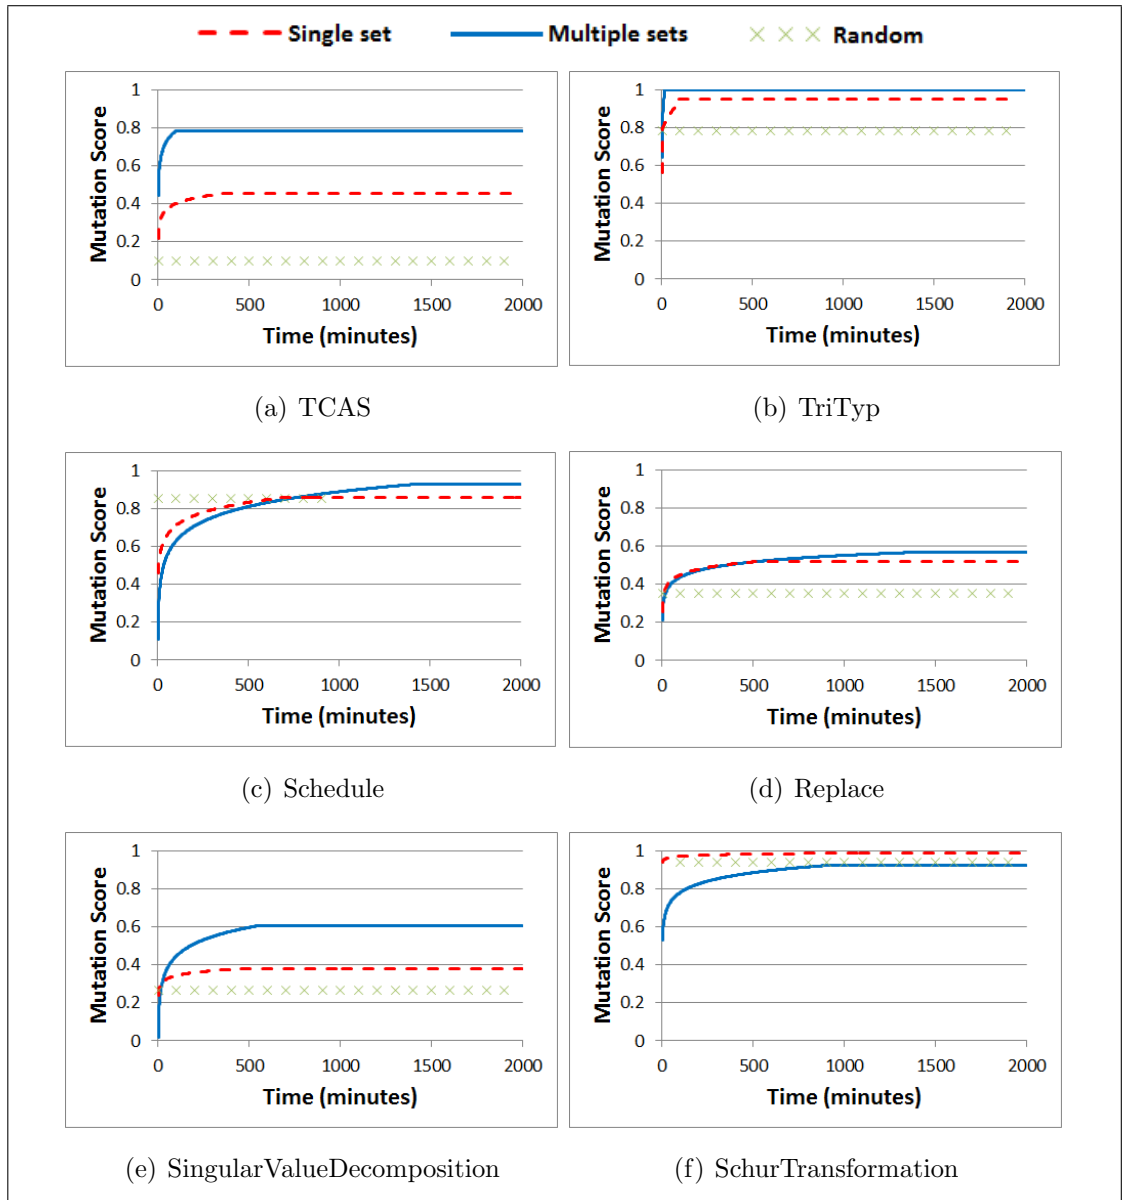 Single set Multiple sets Random
Mutation Score
1
0.8
0.6
0.4
0.2
0
0 500 1000 1500 2000
Time (minutes)
(a) TCAS
Mutation Score
1
0.8
0.6
0.4
0.2
0
0 500 1000 1500 2000
Time (minutes)
(b) TriTyp
Mutation Score
1
0.8
0.6
0.4
0.2
0
0 500 1000 1500 2000
Time (minutes)
(c) Schedule
Mutation Score
1
0.8
0.6
0.4
0.2
0
0 500 1000 1500 2000
Time (minutes)
(d) Replace
Mutation Score
1
0.8
0.6
0.4
0.2
0
0 500 1000 1500 2000
Time (minutes)
(e) SingularValueDecomposition
Mutation Score
1
0.8
0.6
0.4
0.2
0
0 500 1000 1500 2000
Time (minutes)
(f) SchurTransformation